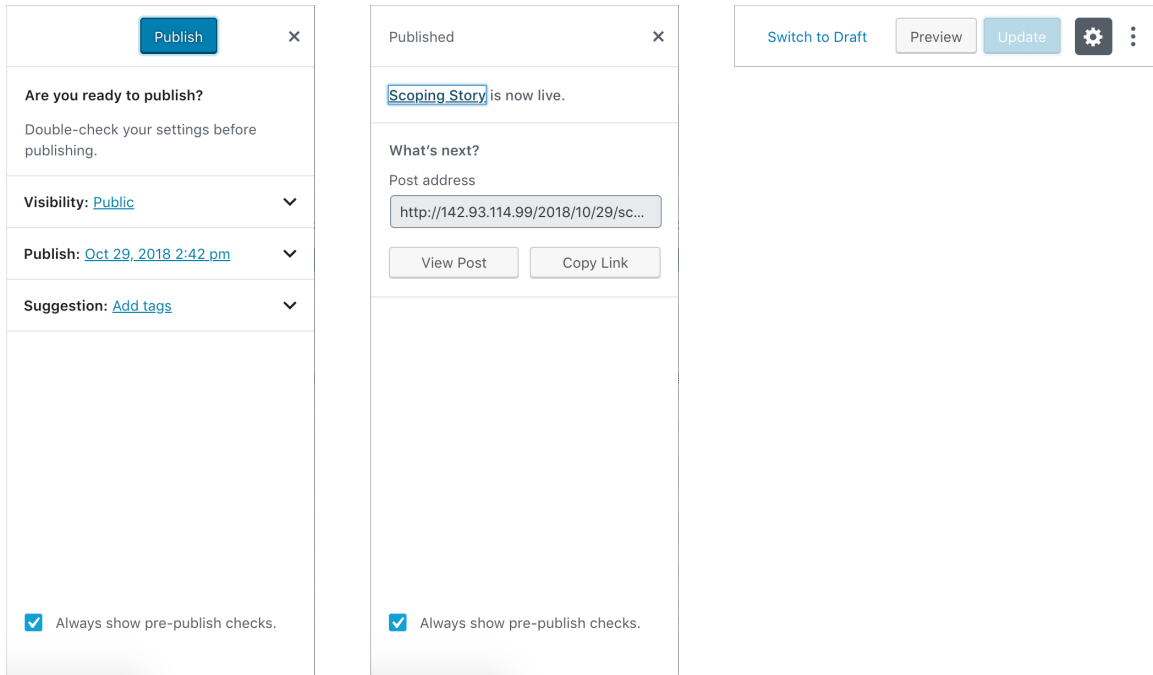 Publish
Are you ready to publish?
Double-check your settings before
publishing.
Visibility: Public
Publish: Oct 29, 2018 2:42 pm
Suggestion: Add tags
Always show pre-publish checks.
Published
Scoping Story is now live.
What's next?
Post address
http://142.93.114.99/2018/10/29/sc...
View Post Copy Link
Always show pre-publish checks.
Switch to Draft Preview Update